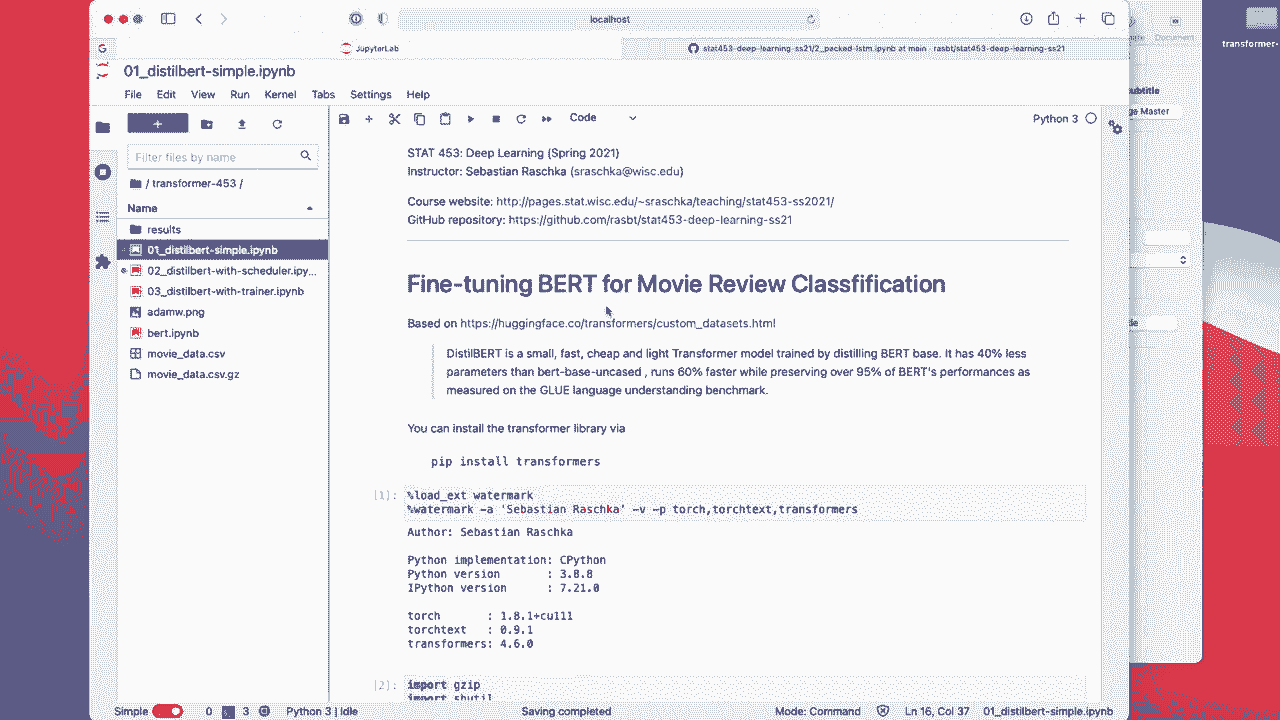 localhost
JupyterLab
stat453-deep-learning-ss21/2_packed-lstm.ipynb at main · rasbt/stat453-deep-learning-ss21
transformer-
01_distilbert-simple.ipynb
File Edit View Run Kernel Tabs Settings Help
Code
Python 3
Filter files by name
/ transformer-453 /
Name
results
01_distilbert-simple.ipynb
02_distilbert-with-scheduler.ipy...
03_distilbert-with-trainer.ipynb
adamw.png
bert.ipynb
movie_data.csv
movie_data.csv.gz
STAT 453: Deep Learning (Spring 2021)
Instructor: Sebastian Raschka (sraschka@wisc.edu)
Course website: http://pages.stat.wisc.edu/~sraschka/teaching/stat453-ss2021/
GitHub repository: https://github.com/rasbt/stat453-deep-learning-ss21
Fine-tuning BERT for Movie Review Classfification
Based on https://huggingface.co/transformers/custom_datasets.html
DistilBERT is a small, fast, cheap and light Transformer model trained by distilling BERT base. It has 40% less
parameters than bert-base-uncased , runs 60% faster while preserving over 95% of BERT's performances as
measured on the GLUE language understanding benchmark.
You can install the transformer library via
pip install transformers
[1]: %load_ext watermark
%watermark -a 'Sebastian Raschka' -v -p torch,torchtext,transformers
Author: Sebastian Raschka
Python implementation: CPython
Python version : 3.8.8
IPython version : 7.21.0
torch : 1.8.1+cu111
torchtext : 0.9.1
transformers: 4.6.0
[2]: import gzip
import shutil
Simple 0 3 Python 3 | Idle Saving completed Mode: Command Ln 16, Col 37 01_distilbert-simple.ipynb
ubtitle
ge Master